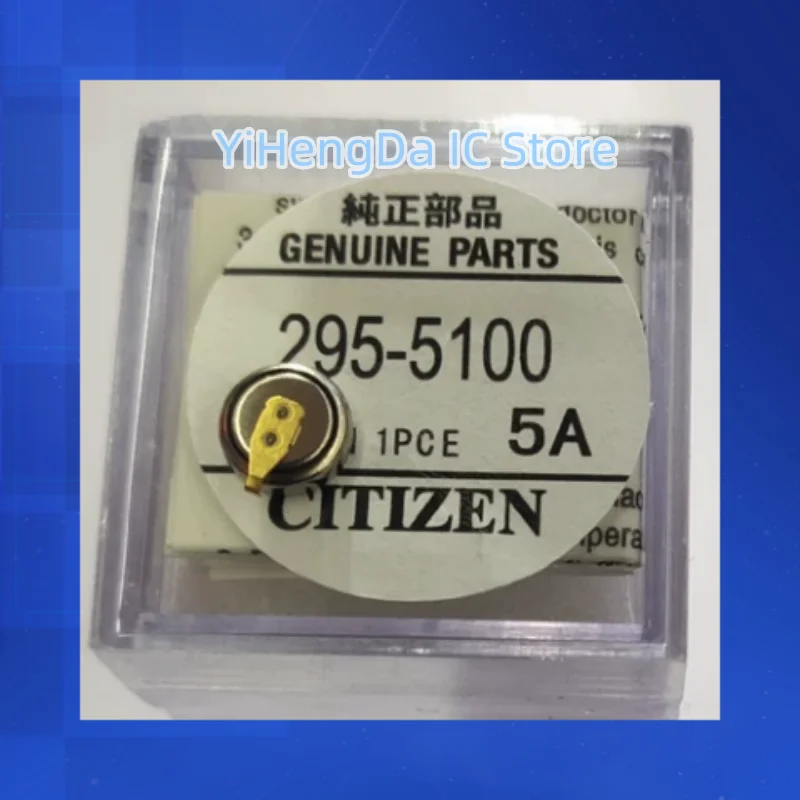 YiHengDa IC Store
純正部品
GENUINE PARTS
295-5100
1PCE 5A
CITIZEN